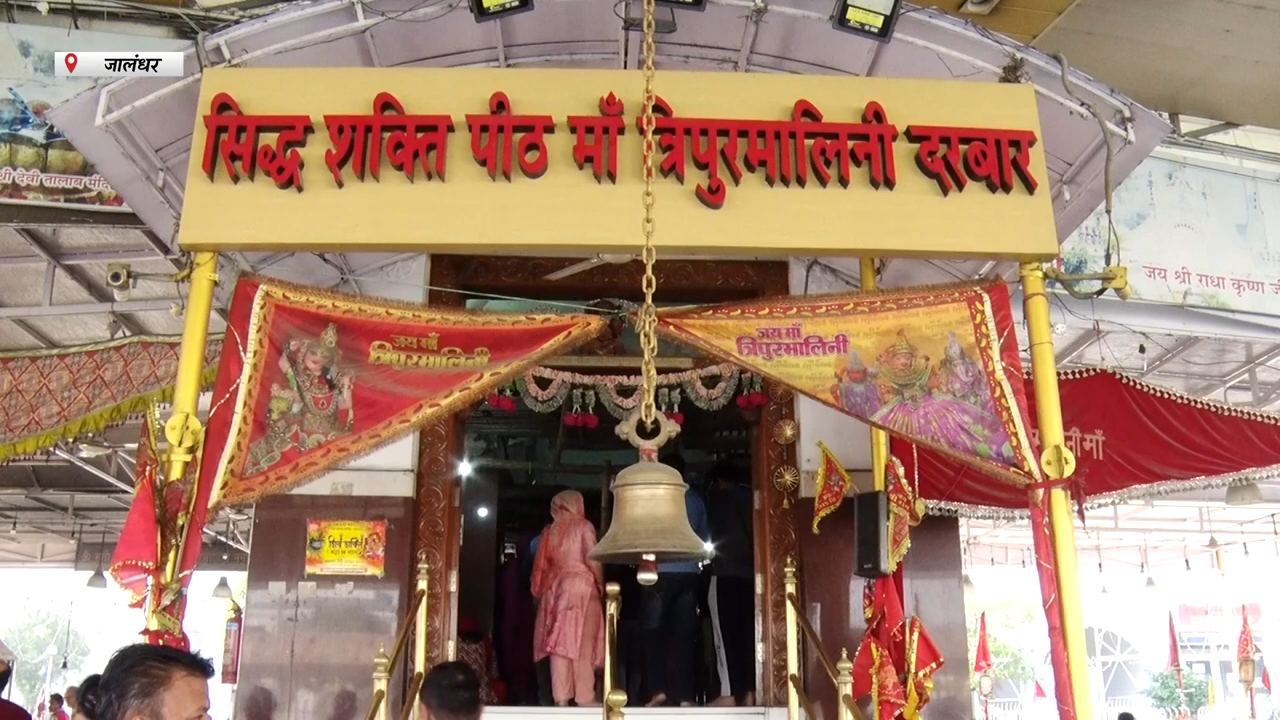 जालंधर
सिद्ध शक्ति पीठ माँ त्रिपुरमालिनी दरबार
श्री देवी तालाब
जय श्री राधा कृष्ण
जय माँ
त्रिपुरमालिनी
जय माँ
त्रिपुरमालिनी
माँ